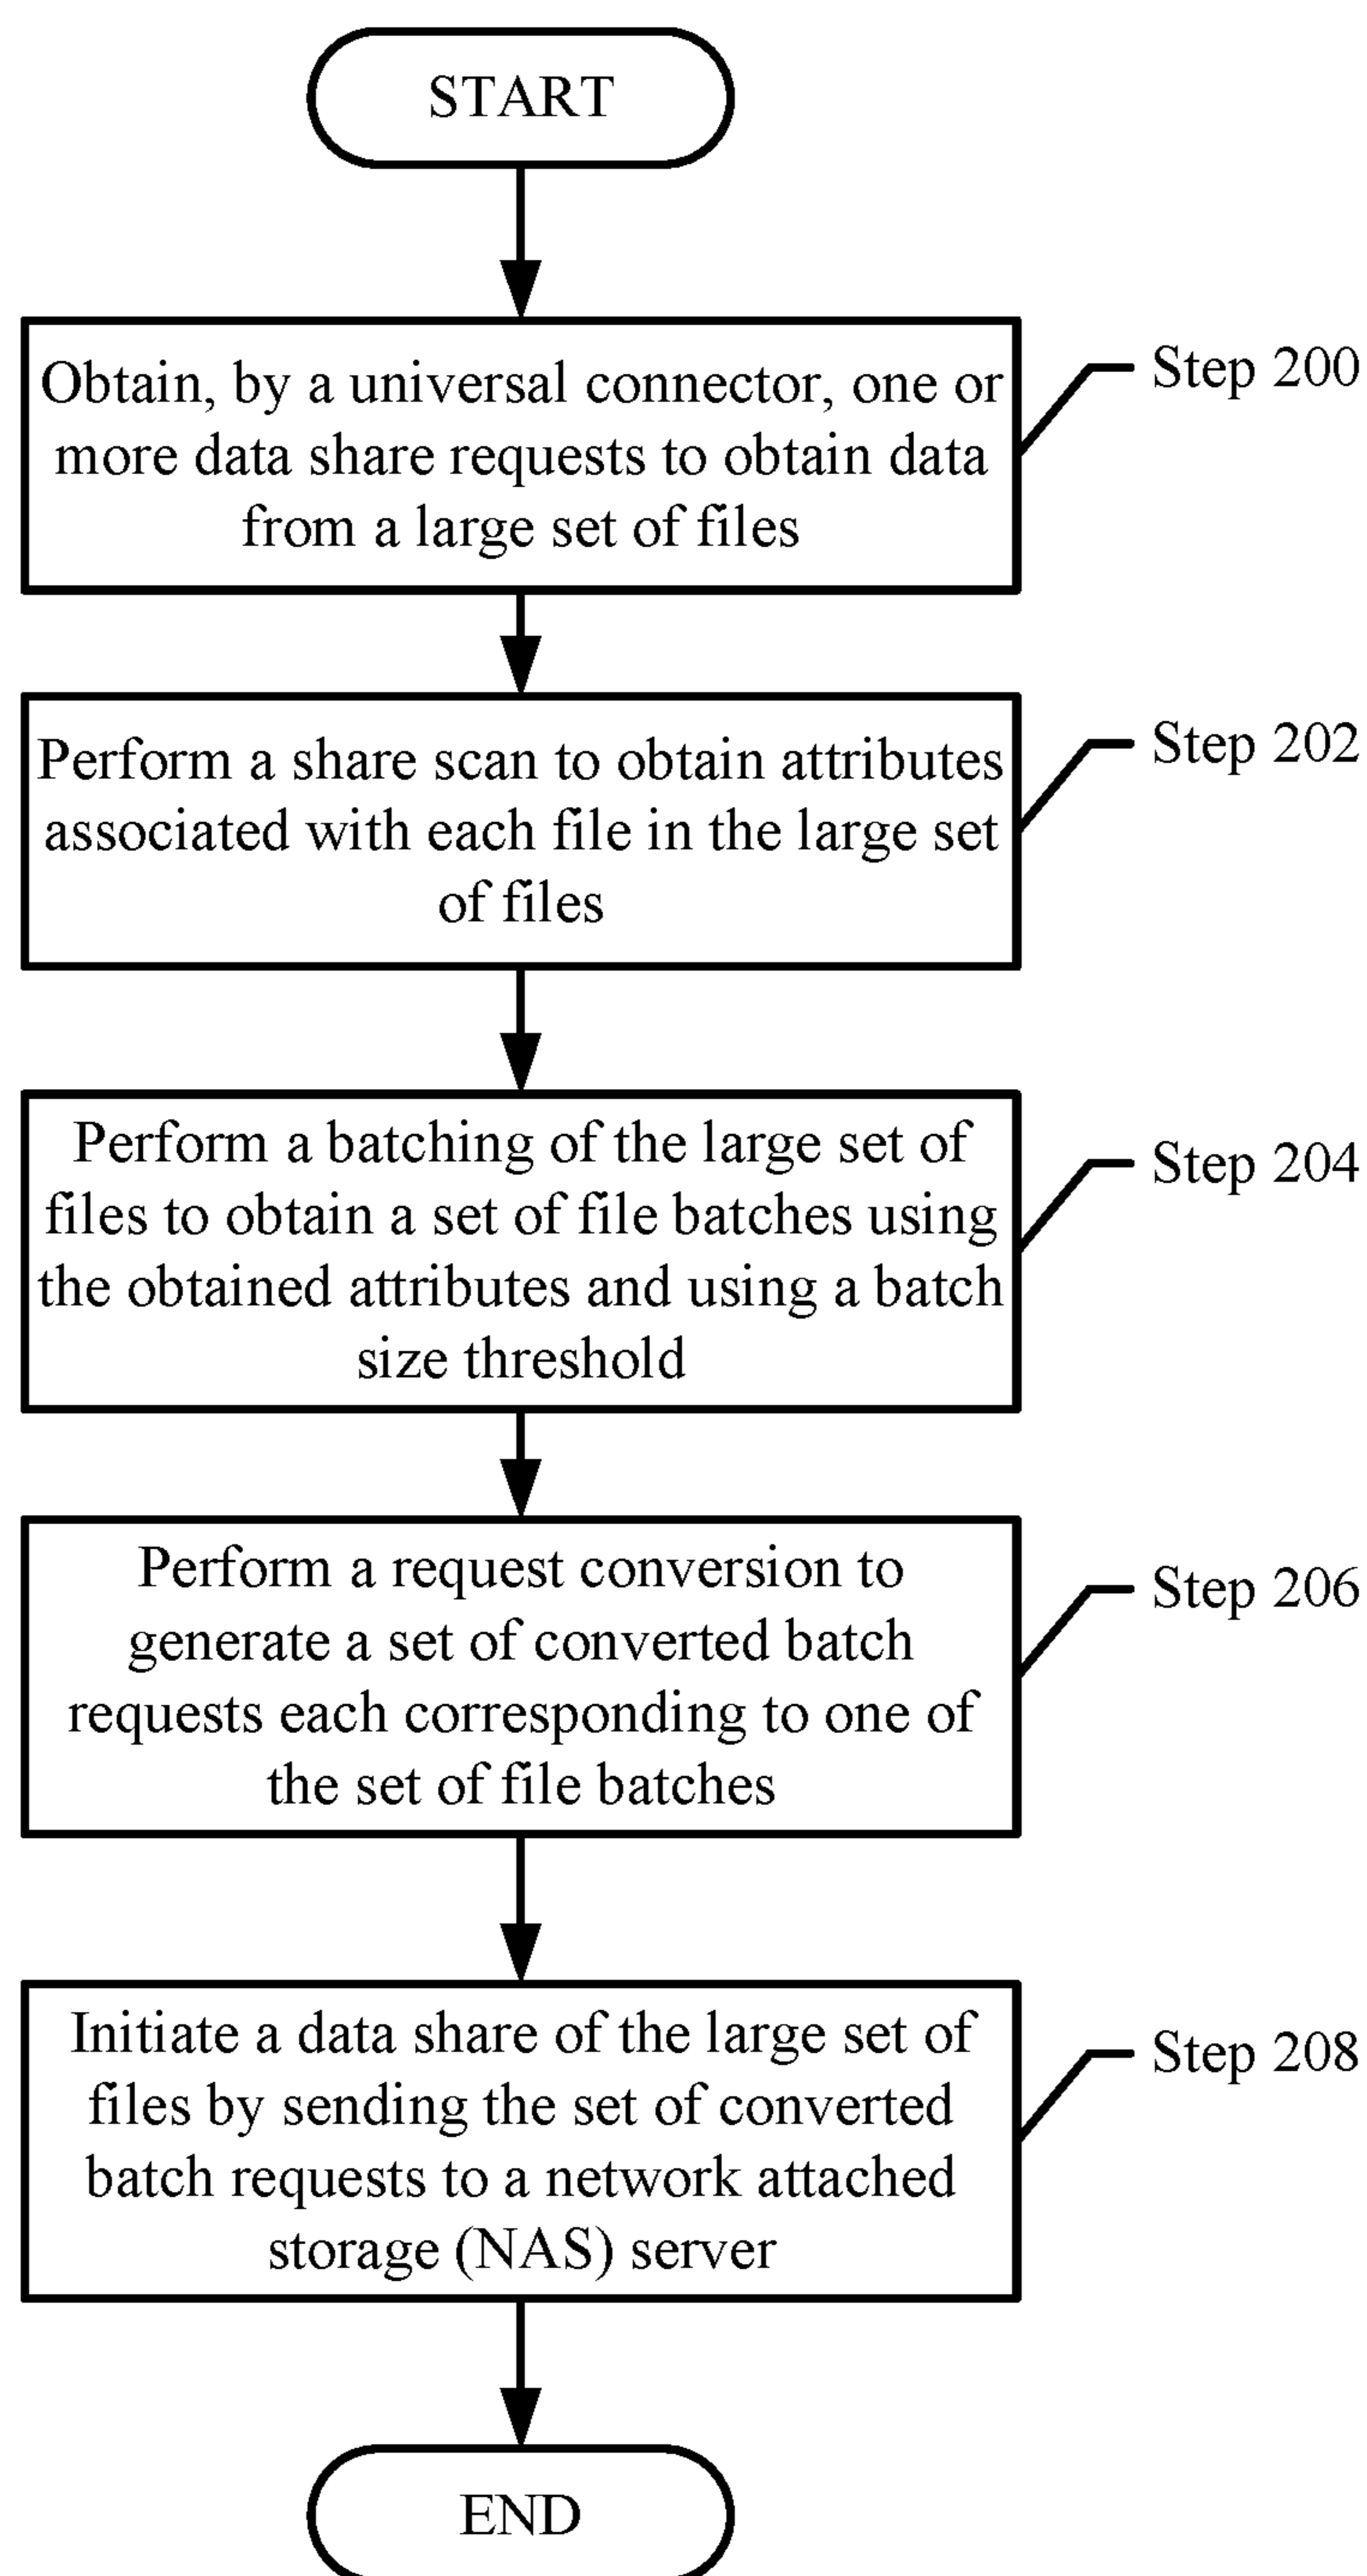 START
Obtain, by a universal connector, one or
more data share requests to obtain data
from a large set of files
Step 200
Perform a share scan to obtain attributes
associated with each file in the large set
of files
Step 202
Perform a batching of the large set of
files to obtain a set of file batches using
the obtained attributes and using a batch
size threshold
Step 204
Perform a request conversion to
generate a set of converted batch
requests each corresponding to one of
the set of file batches
Step 206
Initiate a data share of the large set of
files by sending the set of converted
batch requests to a network attached
storage (NAS) server
Step 208
END